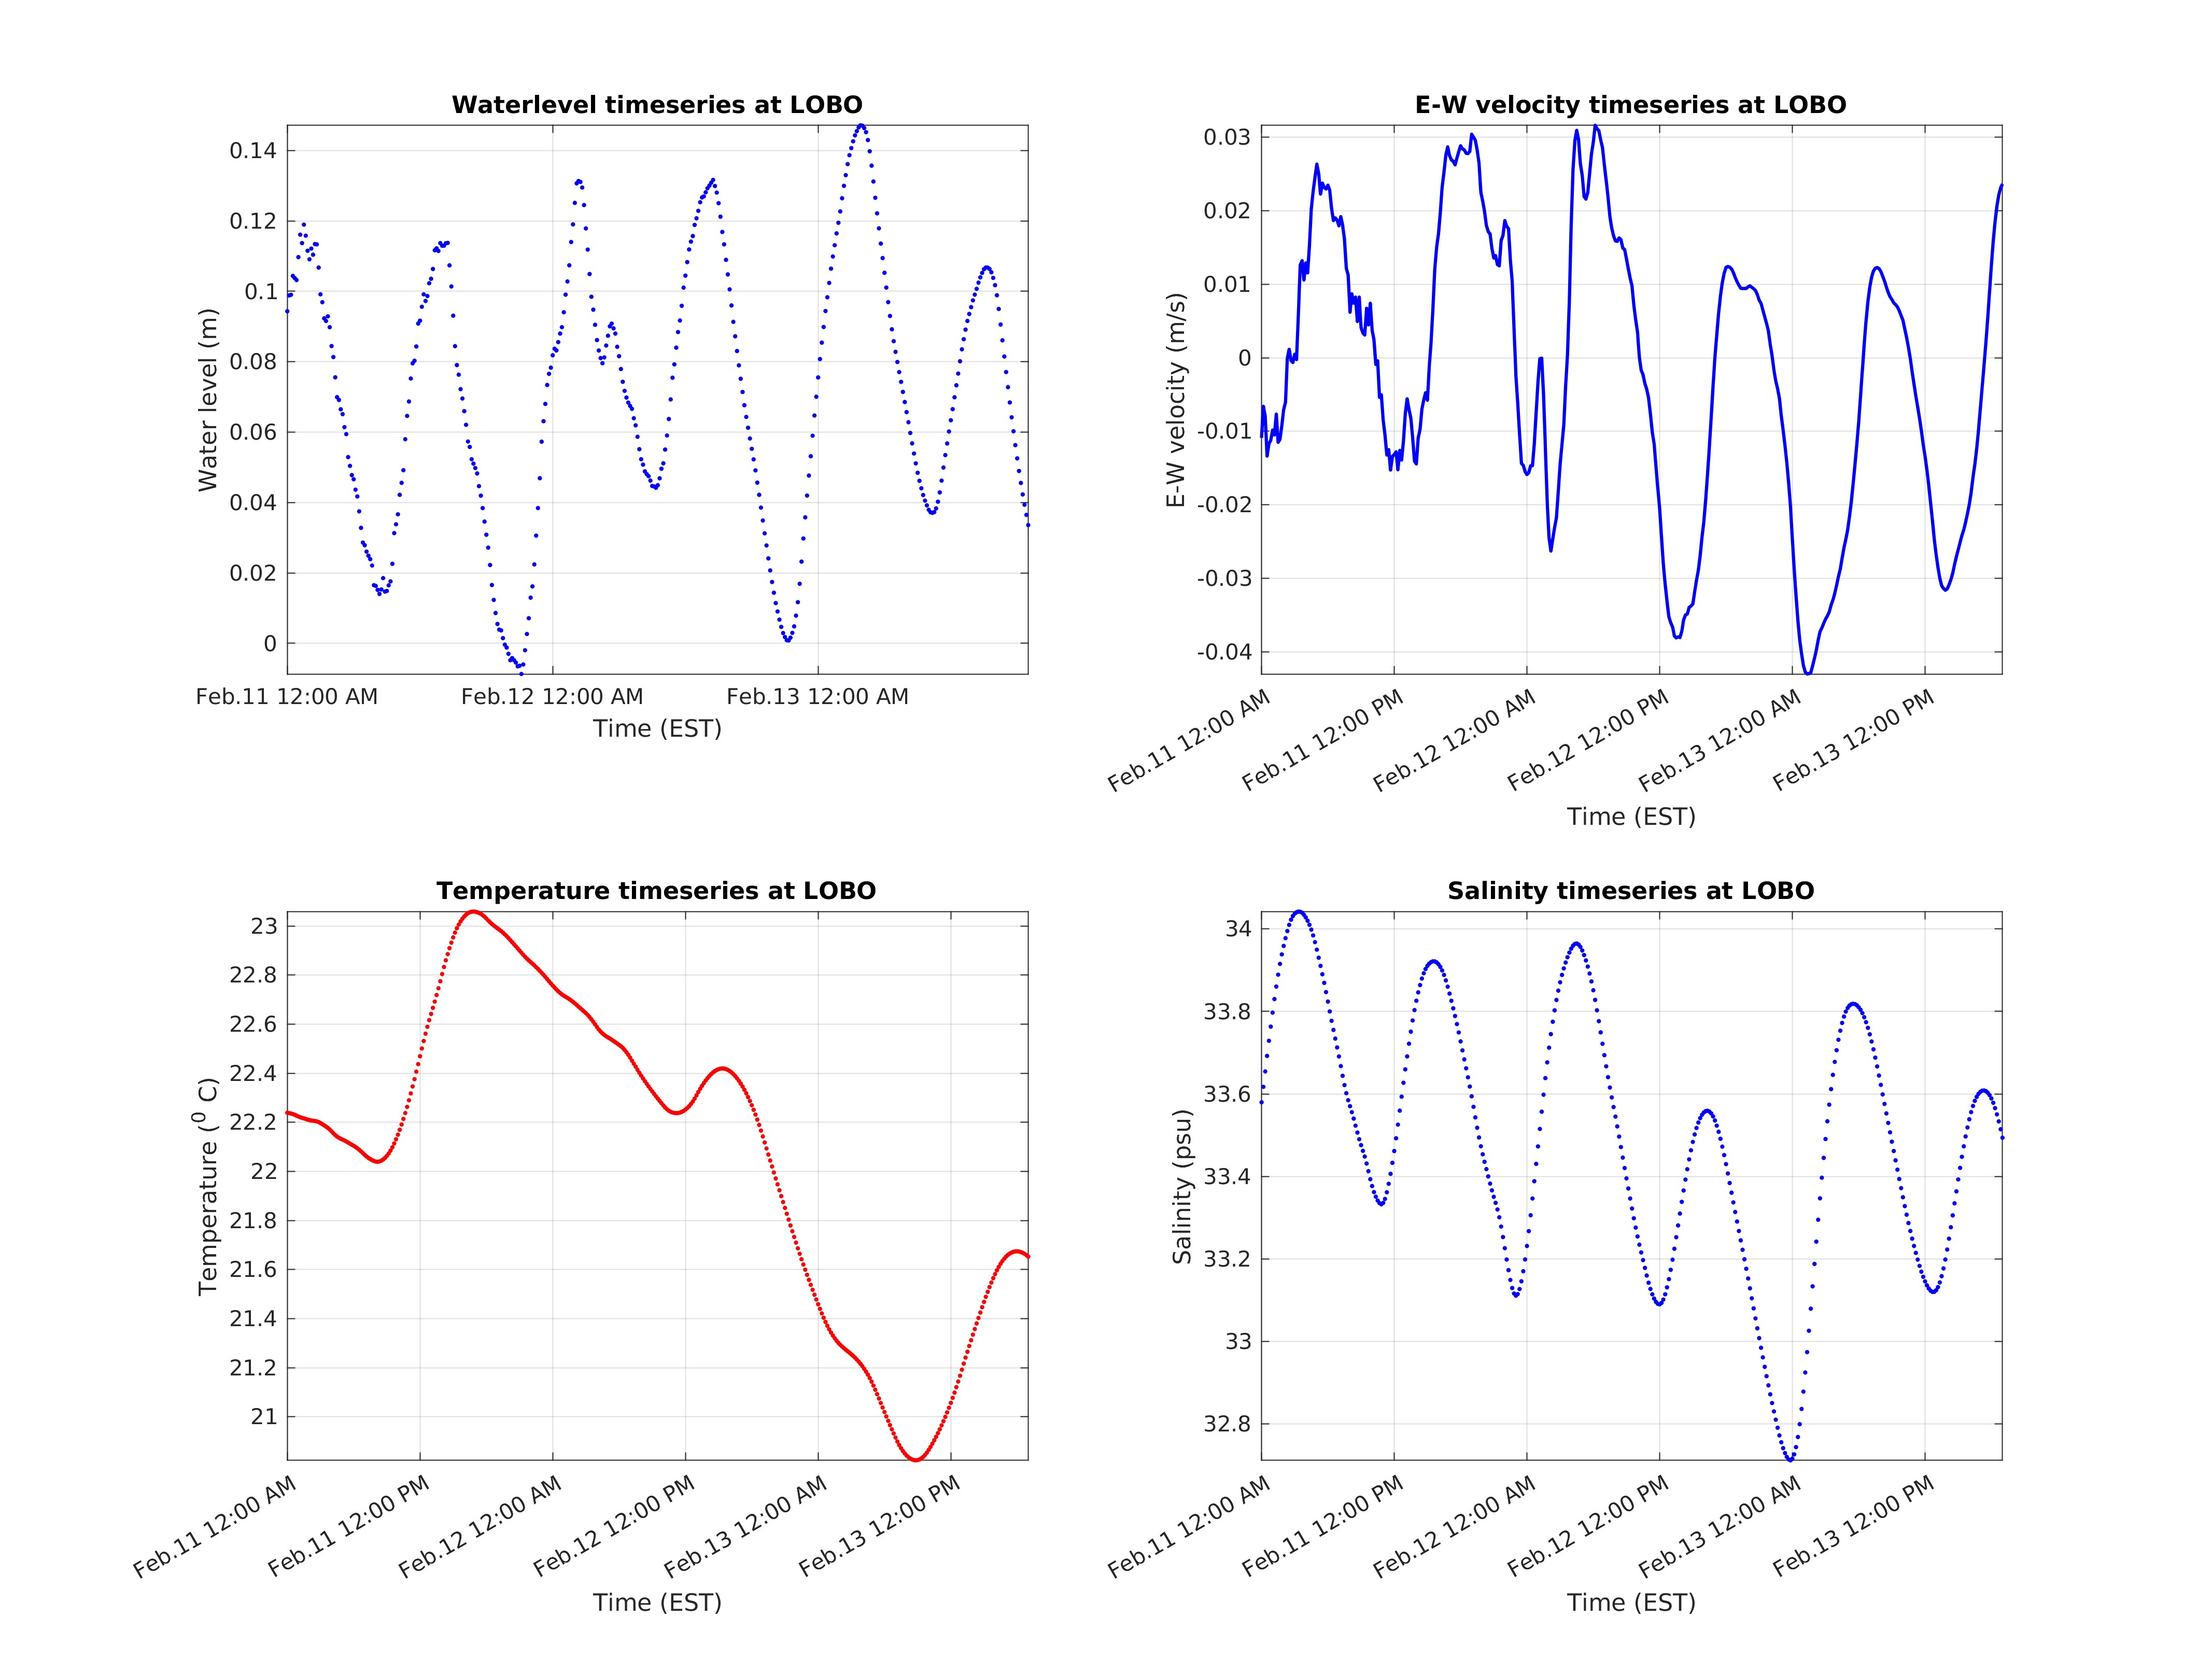 Waterlevel timeseries at LOBO
0.14
0.12
0.1
0.08
0.06
0.04
0.02
0
Water level (m)
Feb.11 12:00 AM Feb.12 12:00 AM Feb.13 12:00 AM
Time (EST)
E-W velocity timeseries at LOBO
0.03
0.02
0.01
0
-0.01
-0.02
-0.03
-0.04
E-W velocity (m/s)
Feb.11 12:00 AM Feb.11 12:00 PM Feb.12 12:00 AM Feb.12 12:00 PM Feb.13 12:00 AM Feb.13 12:00 PM
Time (EST)
Temperature timeseries at LOBO
23
22.8
22.6
22.4
22.2
22
21.8
21.6
21.4
21.2
21
Temperature (⁰ C)
Feb.11 12:00 AM Feb.11 12:00 PM Feb.12 12:00 AM Feb.12 12:00 PM Feb.13 12:00 AM Feb.13 12:00 PM
Time (EST)
Salinity timeseries at LOBO
34
33.8
33.6
33.4
33.2
33
32.8
Salinity (psu)
Feb.11 12:00 AM Feb.11 12:00 PM Feb.12 12:00 AM Feb.12 12:00 PM Feb.13 12:00 AM Feb.13 12:00 PM
Time (EST)